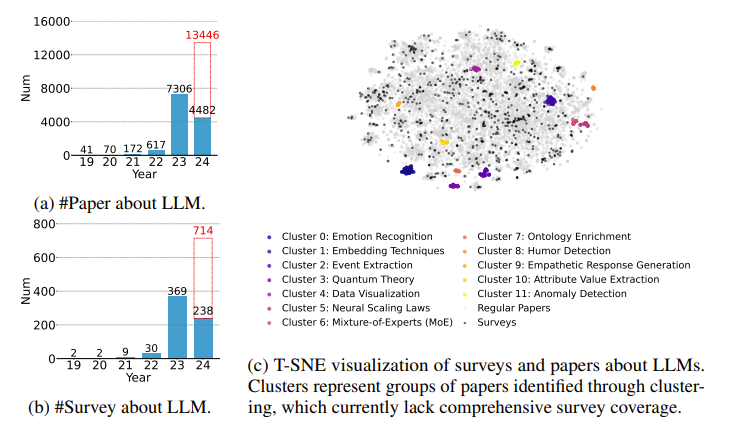 16000
13446
12000
8000
7306
4482
4000
41 70 172 617
0
19 20 21 22 23 24
Num
Year
(a) #Paper about LLM.
800
714
600
400
369
238
200
2 2 9 30
0
19 20 21 22 23 24
Num
Year
(b) #Survey about LLM.
Cluster 0: Emotion Recognition
Cluster 1: Embedding Techniques
Cluster 2: Event Extraction
Cluster 3: Quantum Theory
Cluster 4: Data Visualization
Cluster 5: Neural Scaling Laws
Cluster 6: Mixture-of-Experts (MoE)
Cluster 7: Ontology Enrichment
Cluster 8: Humor Detection
Cluster 9: Empathetic Response Generation
Cluster 10: Attribute Value Extraction
Cluster 11: Anomaly Detection
Regular Papers
Surveys
(c) T-SNE visualization of surveys and papers about LLMs.
Clusters represent groups of papers identified through cluster-
ing, which currently lack comprehensive survey coverage.